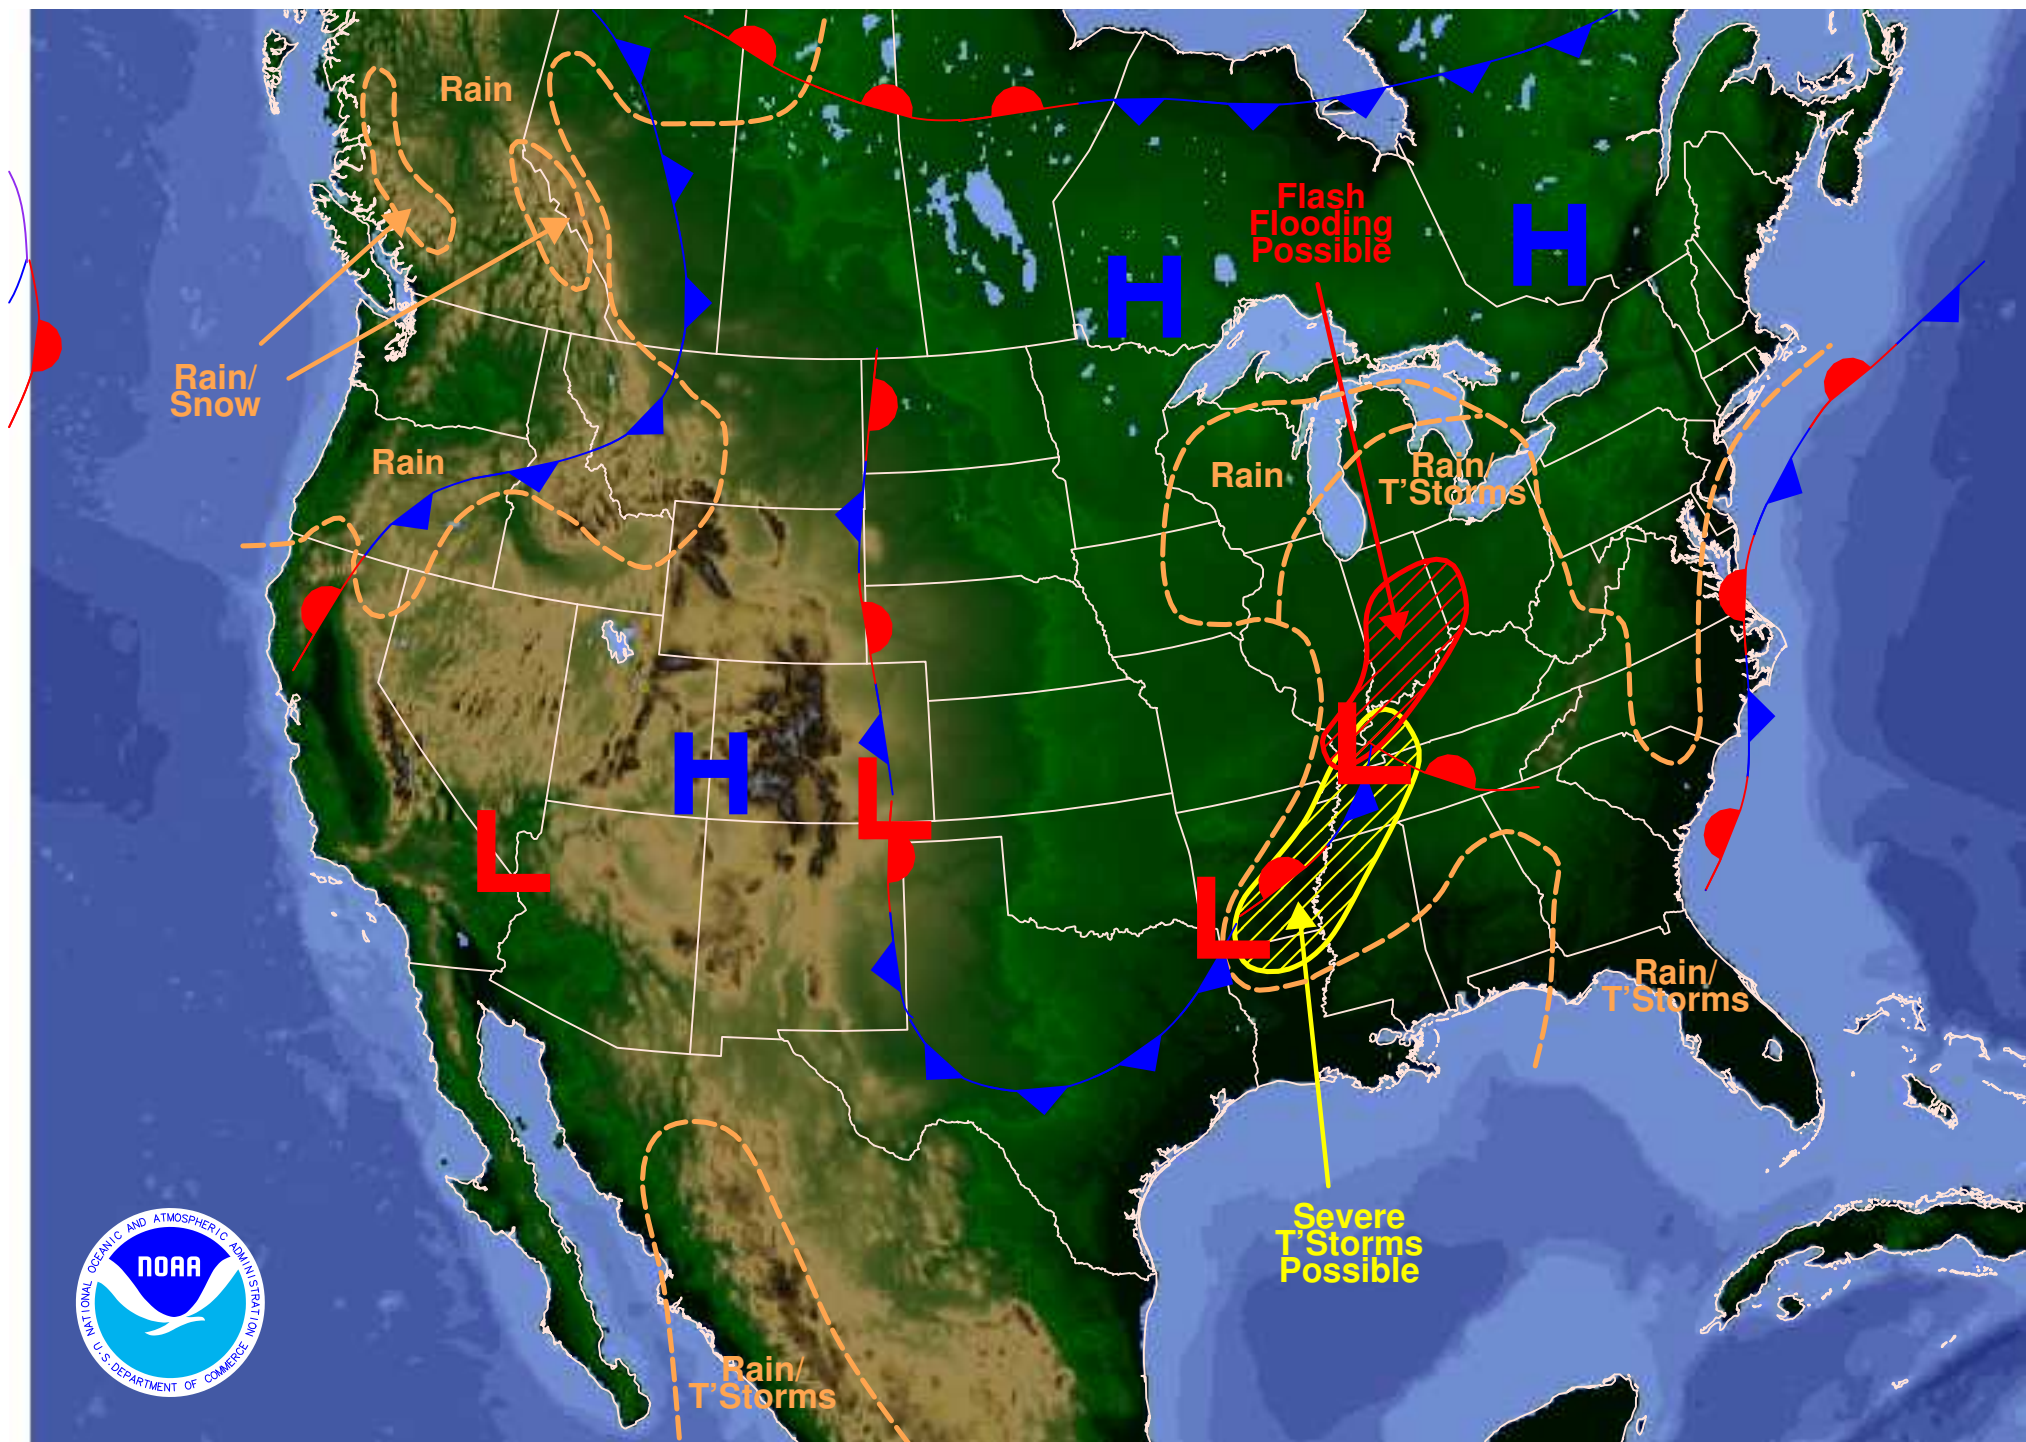 Rain
Flash
Flooding
Possible
H
H
Rain/
Snow
Rain
Rain
Rain/
T'Storms
H
L
L
L
L
Rain/
T'Storms
Severe
T'Storms
Possible
Rain/
T'Storms
NATIONAL OCEANIC AND ATMOSPHERIC ADMINISTRATION
NOAA
U.S. DEPARTMENT OF COMMERCE